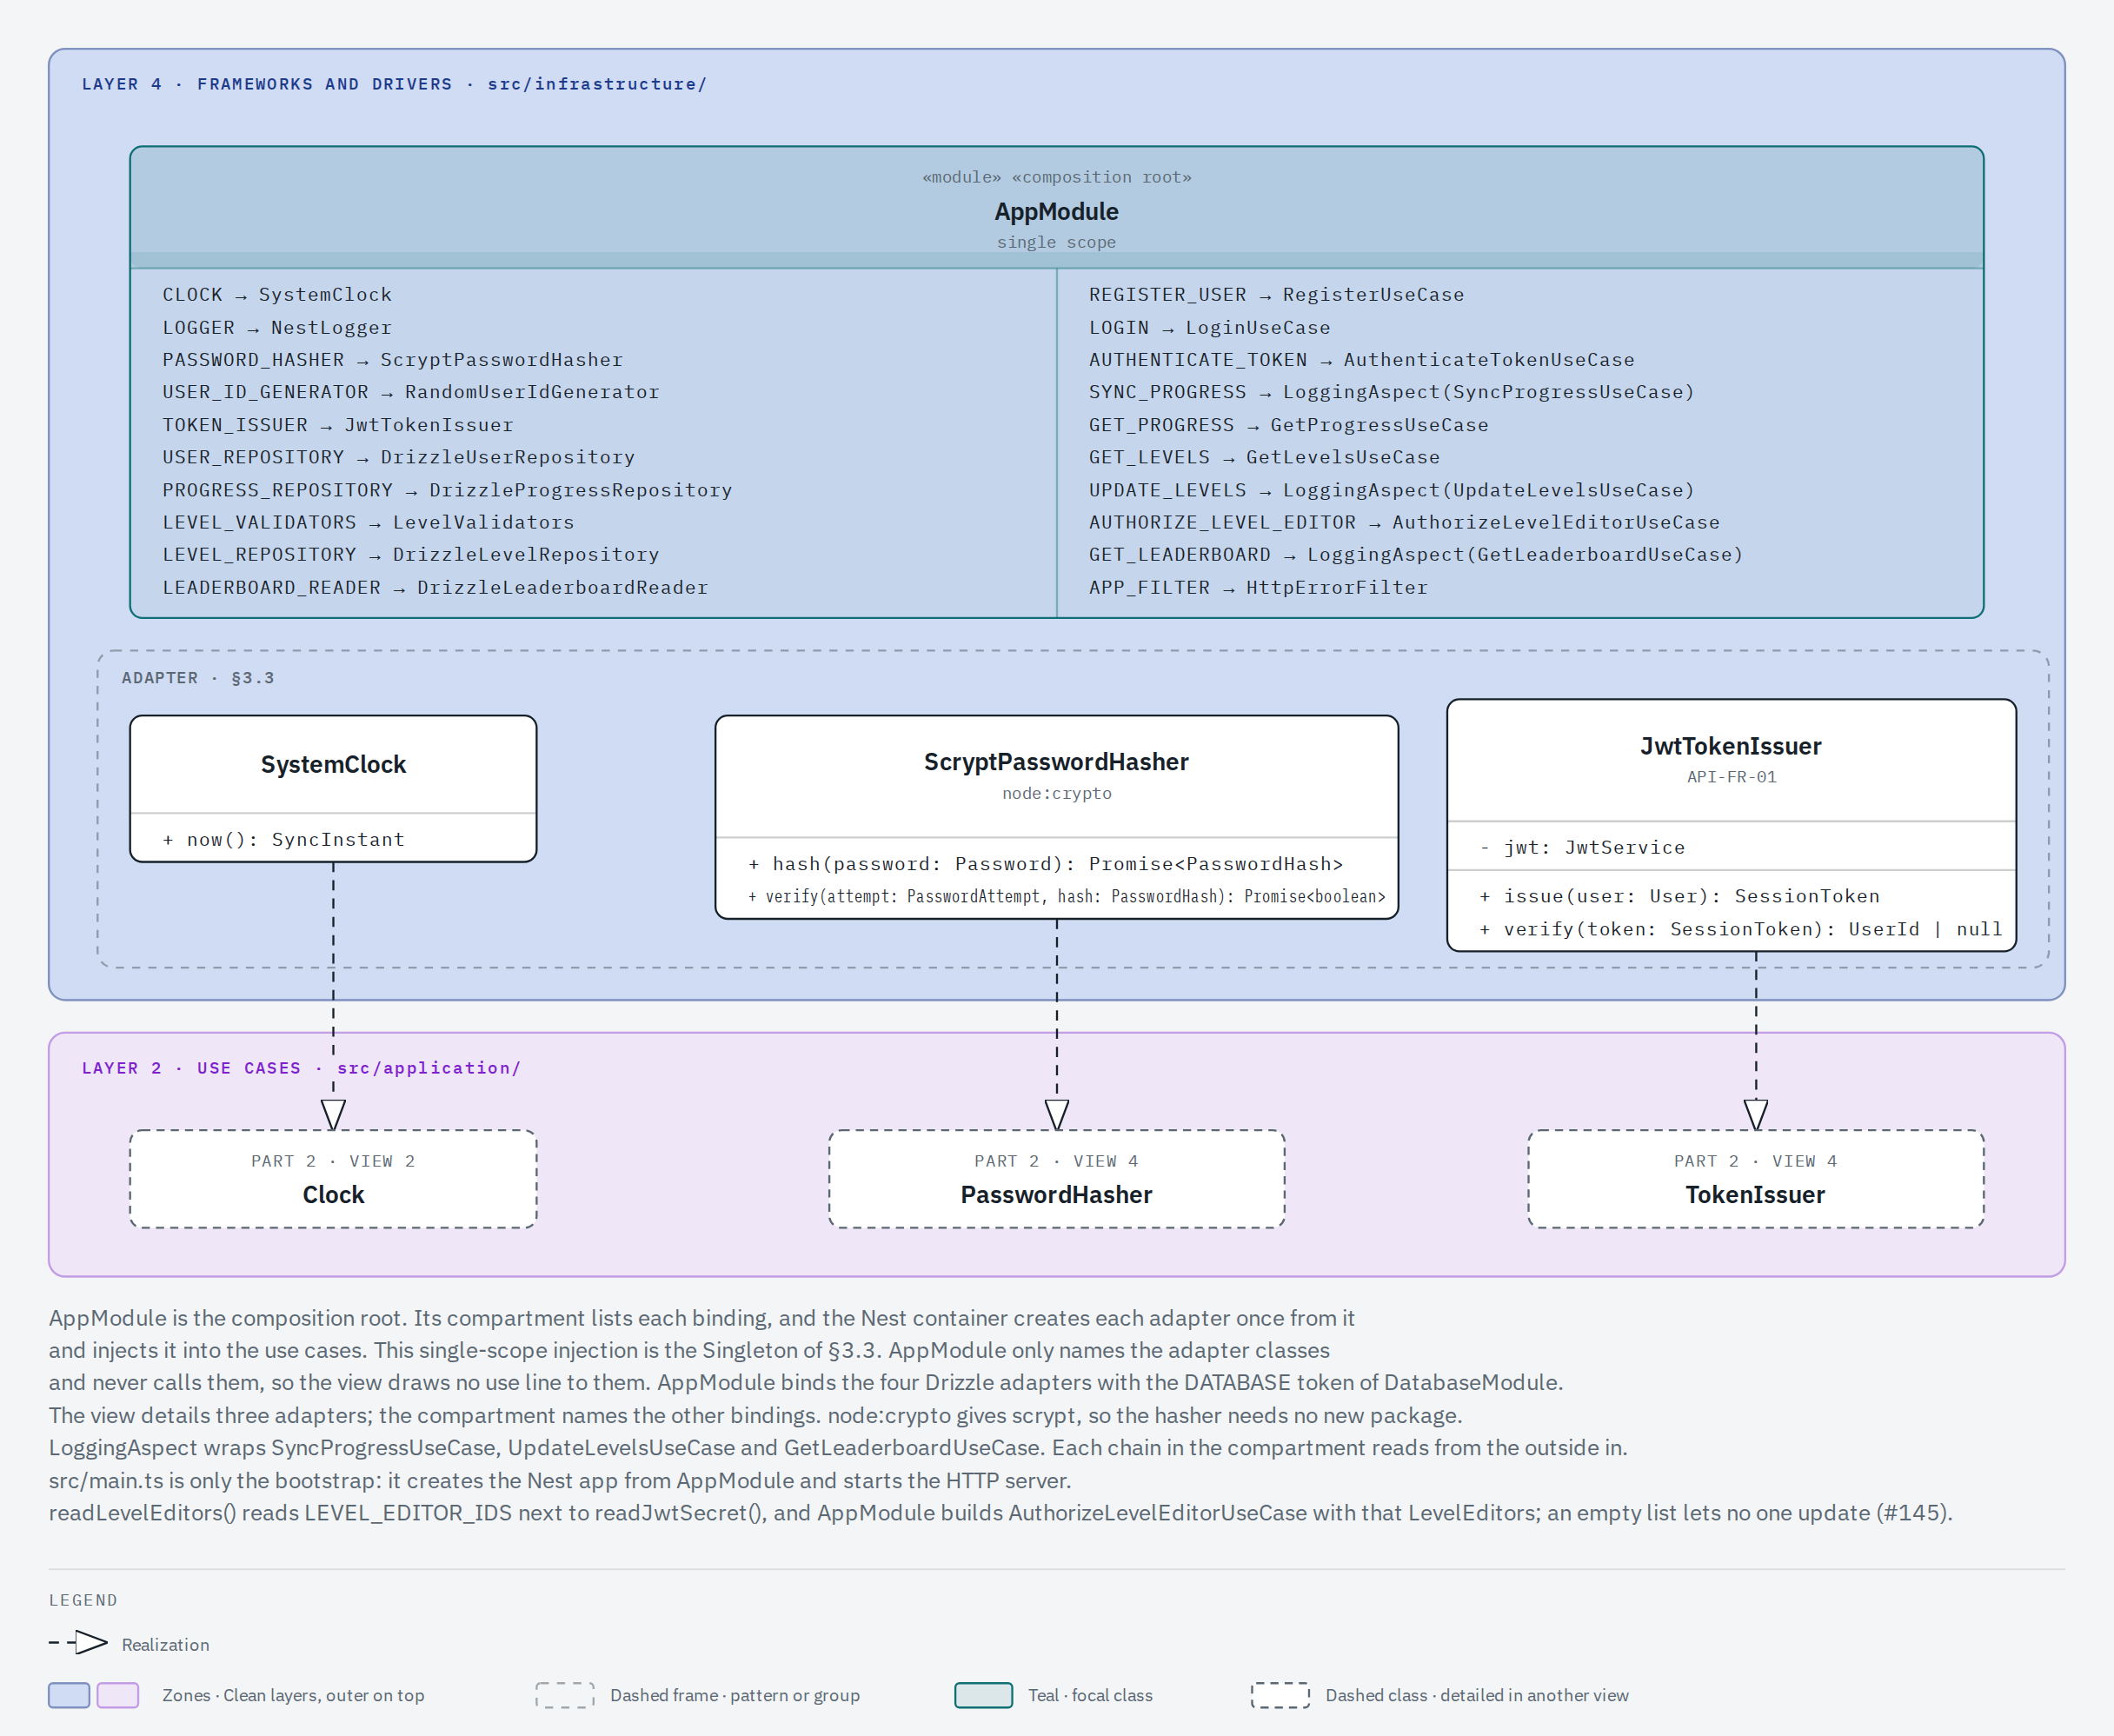 LAYER 4 · FRAMEWORKS AND DRIVERS · src/infrastructure/
«module» «composition root»
AppModule
single scope
CLOCK → SystemClock
LOGGER → NestLogger
PASSWORD_HASHER → ScryptPasswordHasher
USER_ID_GENERATOR → RandomUserIdGenerator
TOKEN_ISSUER → JwtTokenIssuer
USER_REPOSITORY → DrizzleUserRepository
PROGRESS_REPOSITORY → DrizzleProgressRepository
LEVEL_VALIDATORS → LevelValidators
LEVEL_REPOSITORY → DrizzleLevelRepository
LEADERBOARD_READER → DrizzleLeaderboardReader
REGISTER_USER → RegisterUseCase
LOGIN → LoginUseCase
AUTHENTICATE_TOKEN → AuthenticateTokenUseCase
SYNC_PROGRESS → LoggingAspect(SyncProgressUseCase)
GET_PROGRESS → GetProgressUseCase
GET_LEVELS → GetLevelsUseCase
UPDATE_LEVELS → LoggingAspect(UpdateLevelsUseCase)
AUTHORIZE_LEVEL_EDITOR → AuthorizeLevelEditorUseCase
GET_LEADERBOARD → LoggingAspect(GetLeaderboardUseCase)
APP_FILTER → HttpErrorFilter
ADAPTER · §3.3
SystemClock
+ now(): SyncInstant
ScryptPasswordHasher
node:crypto
+ hash(password: Password): Promise<PasswordHash>
+ verify(attempt: PasswordAttempt, hash: PasswordHash): Promise<boolean>
JwtTokenIssuer
API-FR-01
- jwt: JwtService
+ issue(user: User): SessionToken
+ verify(token: SessionToken): UserId | null
LAYER 2 · USE CASES · src/application/
PART 2 · VIEW 2
Clock
PART 2 · VIEW 4
PasswordHasher
PART 2 · VIEW 4
TokenIssuer
AppModule is the composition root. Its compartment lists each binding, and the Nest container creates each adapter once from it
and injects it into the use cases. This single-scope injection is the Singleton of §3.3. AppModule only names the adapter classes
and never calls them, so the view draws no use line to them. AppModule binds the four Drizzle adapters with the DATABASE token of DatabaseModule.
The view details three adapters; the compartment names the other bindings. node:crypto gives scrypt, so the hasher needs no new package.
LoggingAspect wraps SyncProgressUseCase, UpdateLevelsUseCase and GetLeaderboardUseCase. Each chain in the compartment reads from the outside in.
src/main.ts is only the bootstrap: it creates the Nest app from AppModule and starts the HTTP server.
readLevelEditors() reads LEVEL_EDITOR_IDS next to readJwtSecret(), and AppModule builds AuthorizeLevelEditorUseCase with that LevelEditors; an empty list lets no one update (#145).
LEGEND
Realization
Zones · Clean layers, outer on top
Dashed frame · pattern or group
Teal · focal class
Dashed class · detailed in another view